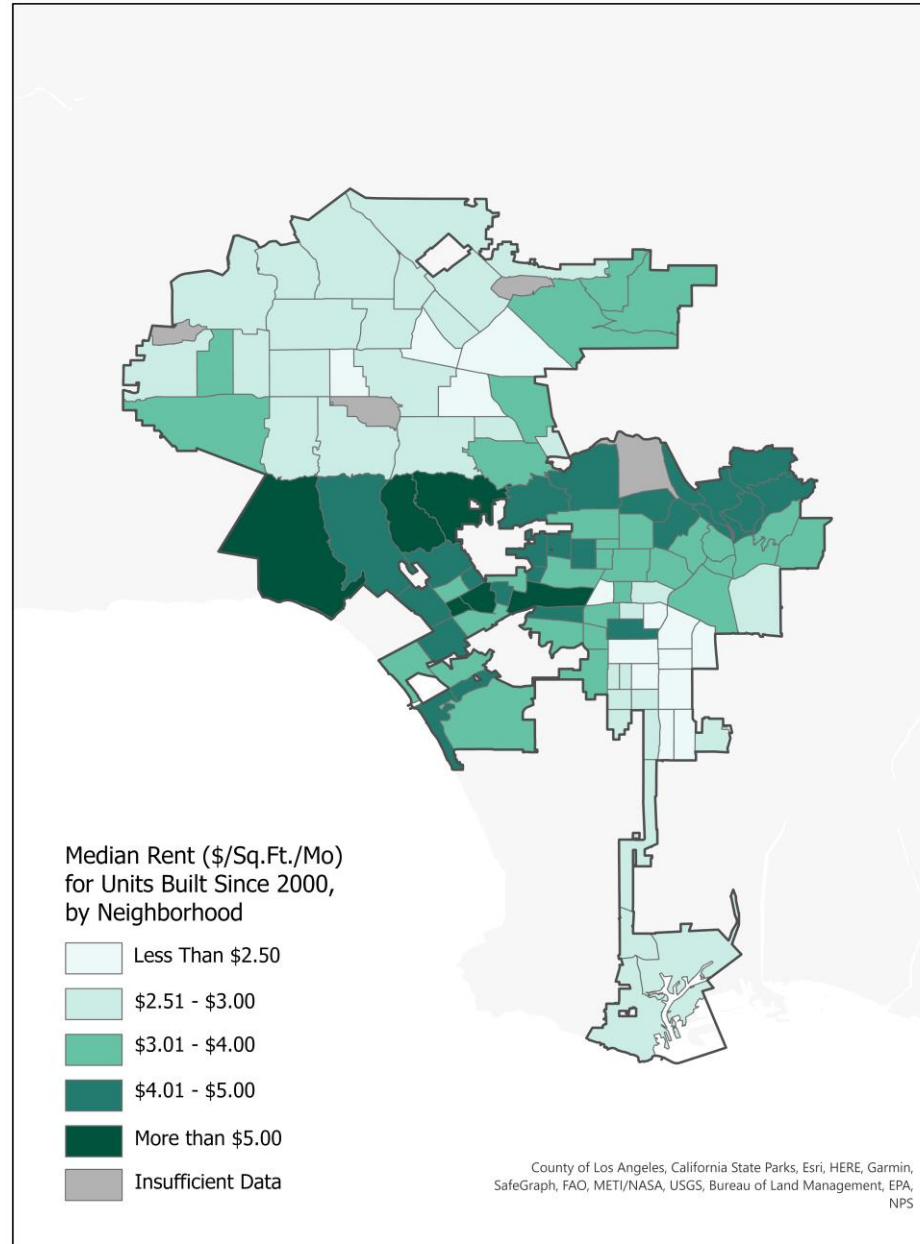 Median Rent ($/Sq.Ft./Mo)
for Units Built Since 2000,
by Neighborhood
Less Than $2.50
$2.51 - $3.00
$3.01 - $4.00
$4.01 - $5.00
More than $5.00
Insufficient Data
County of Los Angeles, California State Parks, Esri, HERE, Garmin,
SafeGraph, FAO, METI/NASA, USGS, Bureau of Land Management, EPA,
NPS